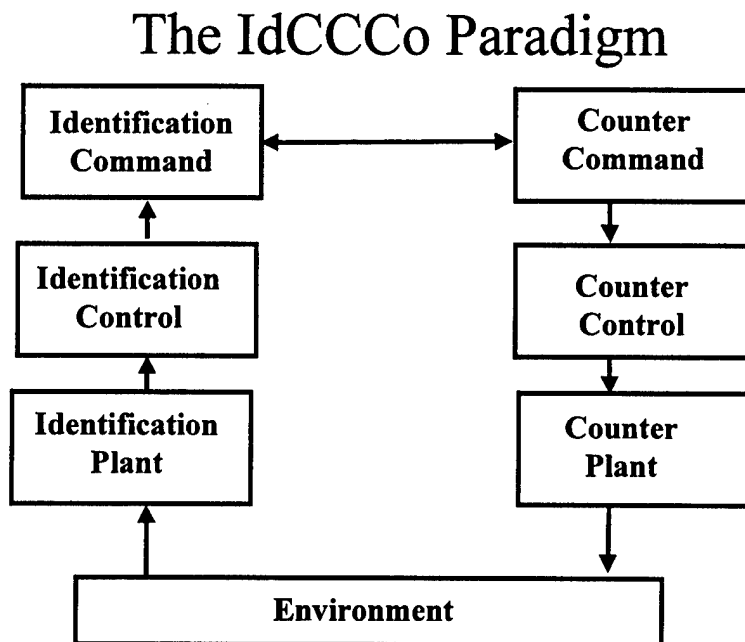 The IdCCCo Paradigm
Identification
Command
Counter
Command
Identification
Control
Counter
Control
Identification
Plant
Counter
Plant
Environment